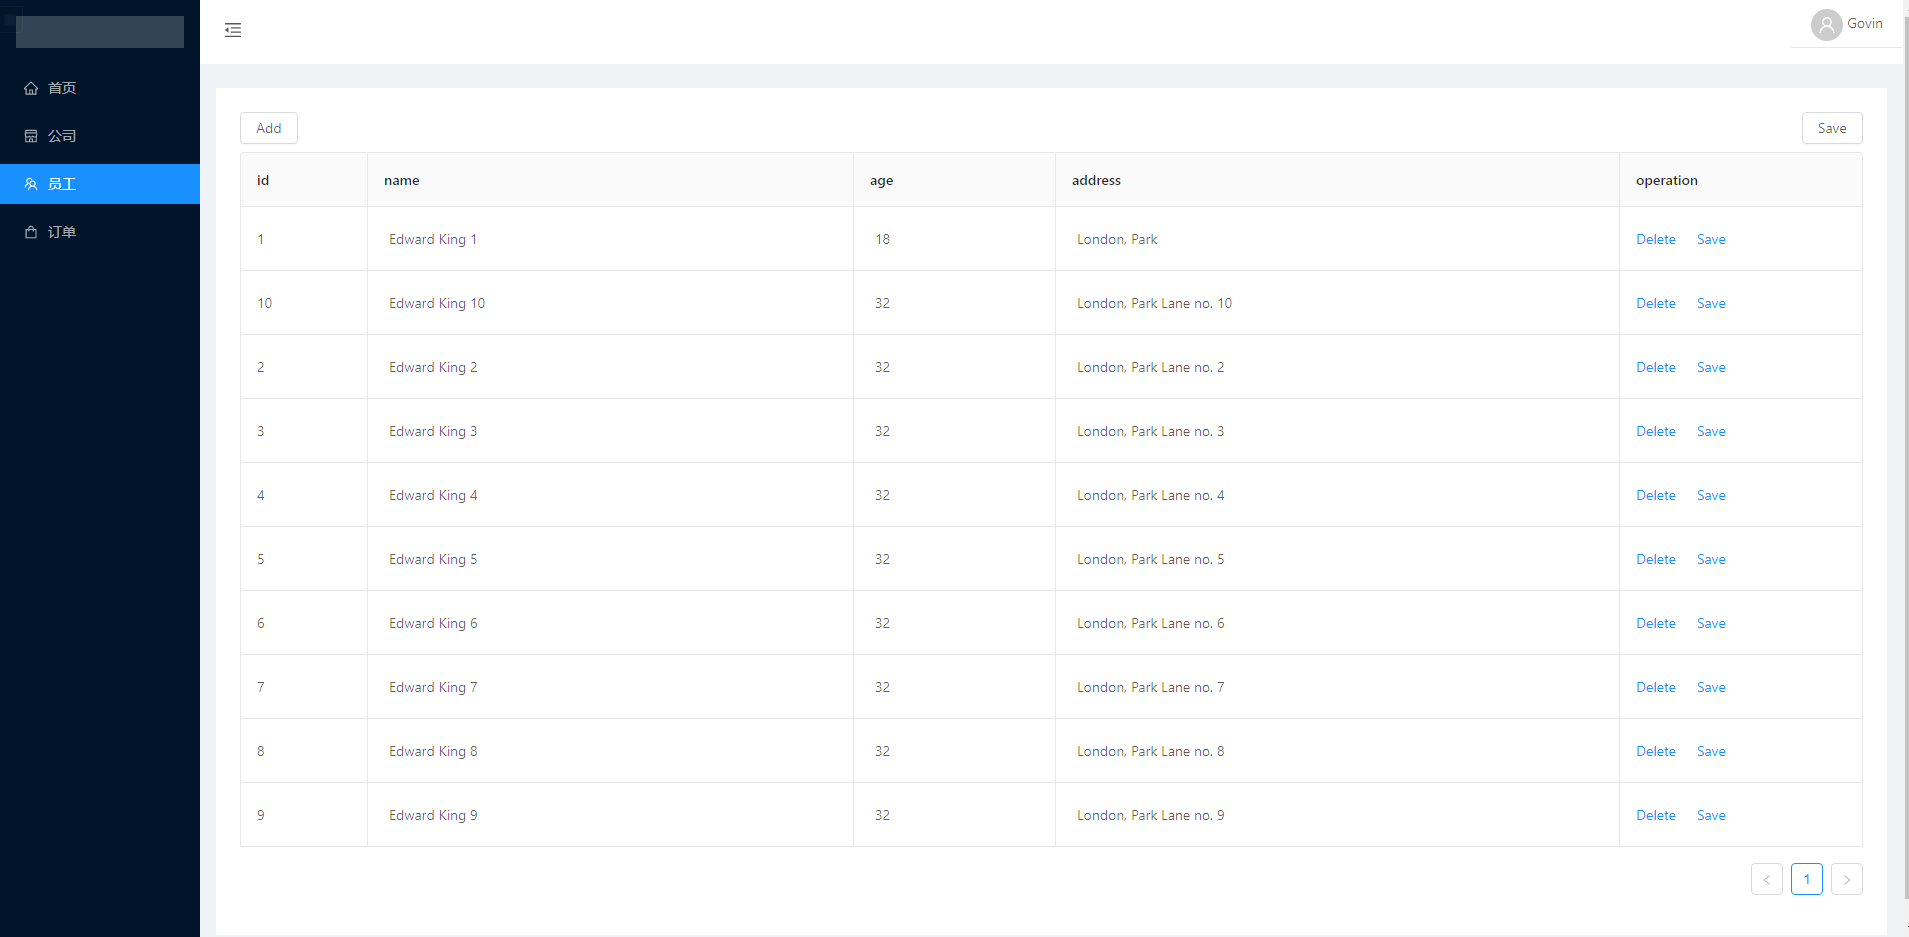 Govin
首页
公司
员工
订单
Add Save
id name age address operation
1 Edward King 1 18 London, Park Delete Save
10 Edward King 10 32 London, Park Lane no. 10 Delete Save
2 Edward King 2 32 London, Park Lane no. 2 Delete Save
3 Edward King 3 32 London, Park Lane no. 3 Delete Save
4 Edward King 4 32 London, Park Lane no. 4 Delete Save
5 Edward King 5 32 London, Park Lane no. 5 Delete Save
6 Edward King 6 32 London, Park Lane no. 6 Delete Save
7 Edward King 7 32 London, Park Lane no. 7 Delete Save
8 Edward King 8 32 London, Park Lane no. 8 Delete Save
9 Edward King 9 32 London, Park Lane no. 9 Delete Save
1